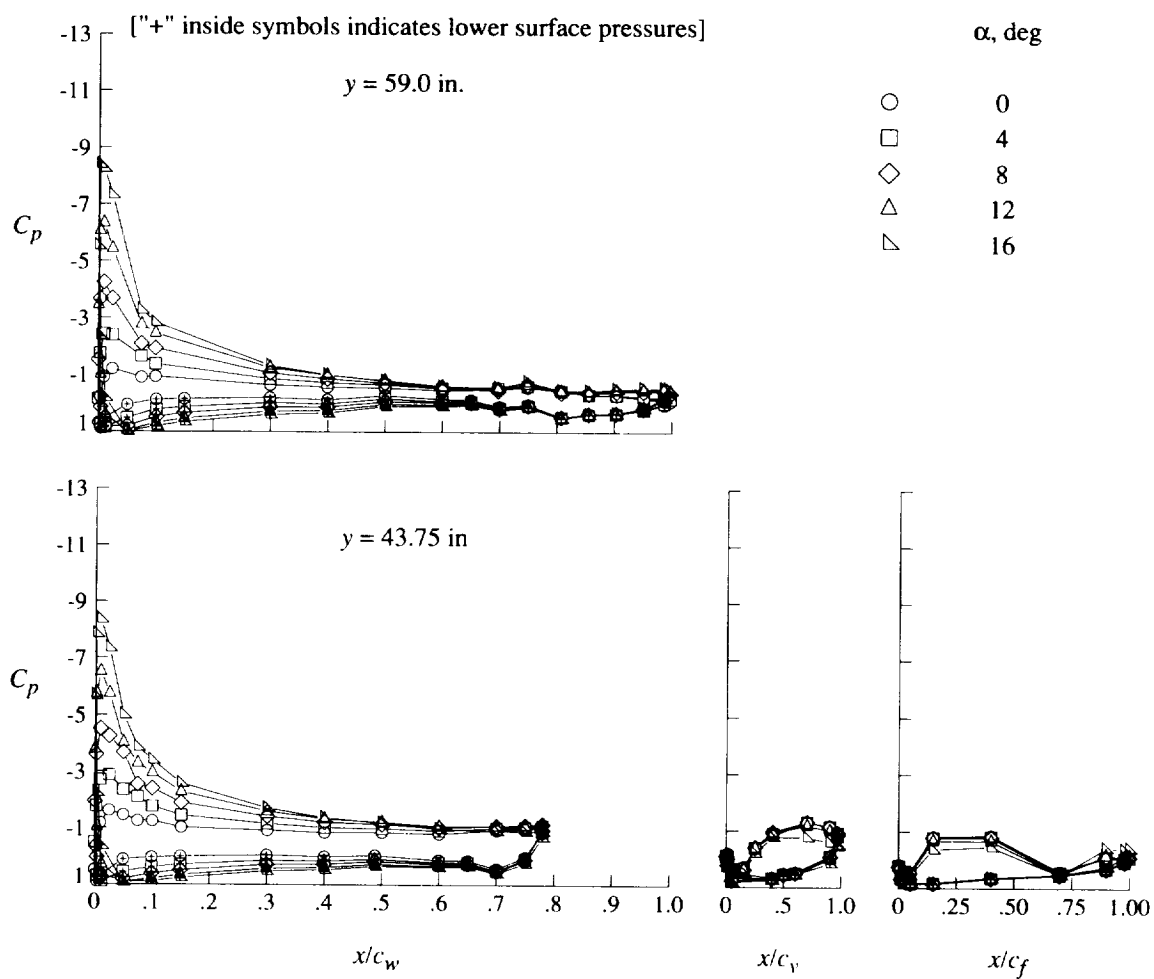 ["+" inside symbols indicates lower surface pressures]
α, deg
y = 59.0 in.
0
4
8
12
16
-13
-11
-9
-7
-5
-3
-1
1
C_p
y = 43.75 in
-13
-11
-9
-7
-5
-3
-1
1
C_p
0 .1 .2 .3 .4 .5 .6 .7 .8 .9 1.0
x/c_w
0 .5 1.0
x/c_v
0 .25 .50 .75 1.00
x/c_f